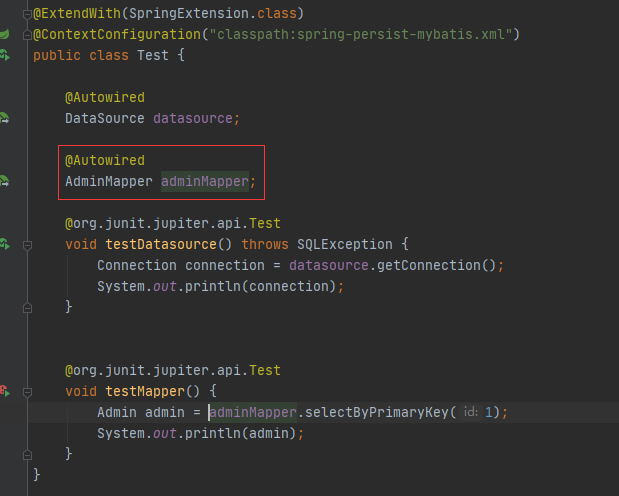 @ExtendWith(SpringExtension.class)
@ContextConfiguration("classpath:spring-persist-mybatis.xml")
public class Test {
@Autowired
DataSource datasource;
@Autowired
AdminMapper adminMapper;
@org.junit.jupiter.api.Test
void testDatasource() throws SQLException {
Connection connection = datasource.getConnection();
System.out.println(connection);
}
@org.junit.jupiter.api.Test
void testMapper() {
Admin admin = adminMapper.selectByPrimaryKey( id: 1);
System.out.println(admin);
}
}